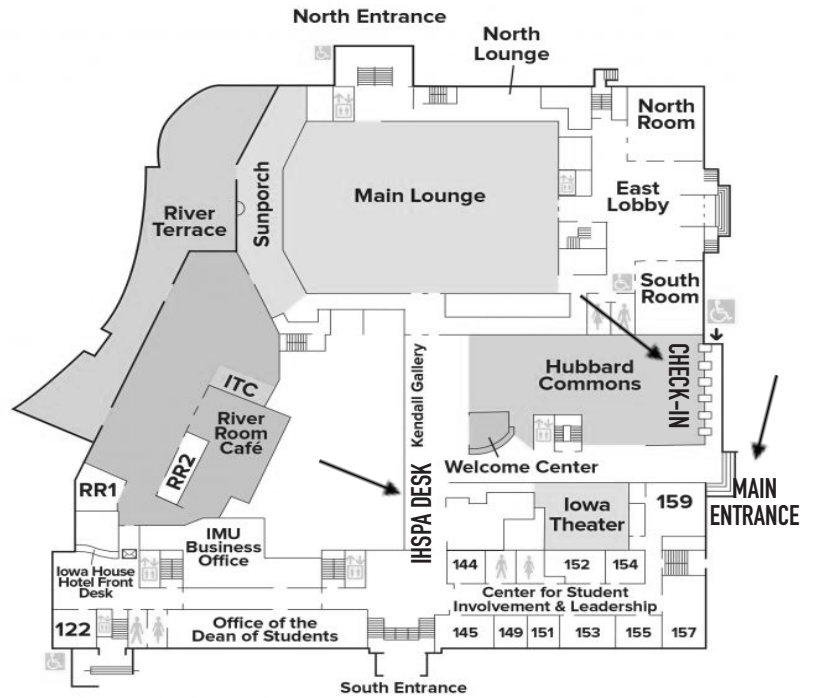 North Entrance
North
Lounge
North
Room
Main Lounge
East
Lobby
River
Terrace
Sunporch
South
Room
Hubbard
Commons
CHECK-IN
Kendall Gallery
ITC
River
Room
Café
RR2
RR1
Welcome Center
IHSPA DESK
MAIN
ENTRANCE
Iowa
Theater
159
IMU
Business
Office
Iowa House
Hotel Front
Desk
144
152
154
Center for Student
Involvement & Leadership
122
Office of the
Dean of Students
145
149
151
153
155
157
South Entrance